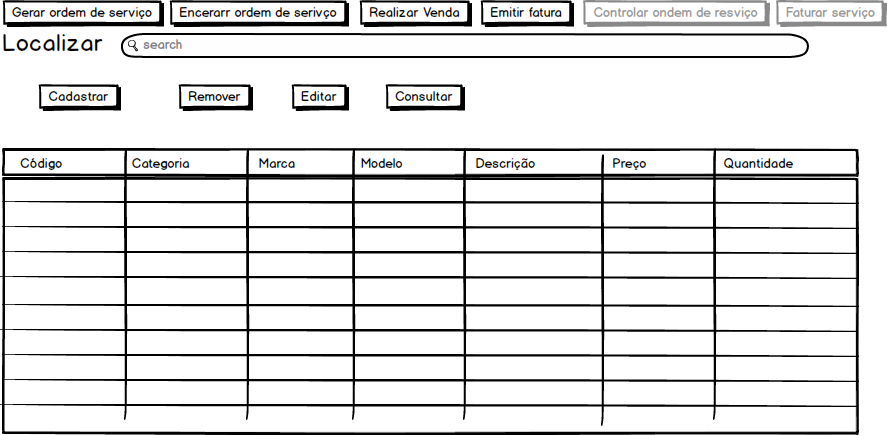 Gerar ordem de serviço Encerarr ordem de serivço Realizar Venda Emitir fatura Controlar ordem de resviço Faturar serviço
Localizar search
Cadastrar Remover Editar Consultar
Código Categoria Marca Modelo Descrição Preço Quantidade